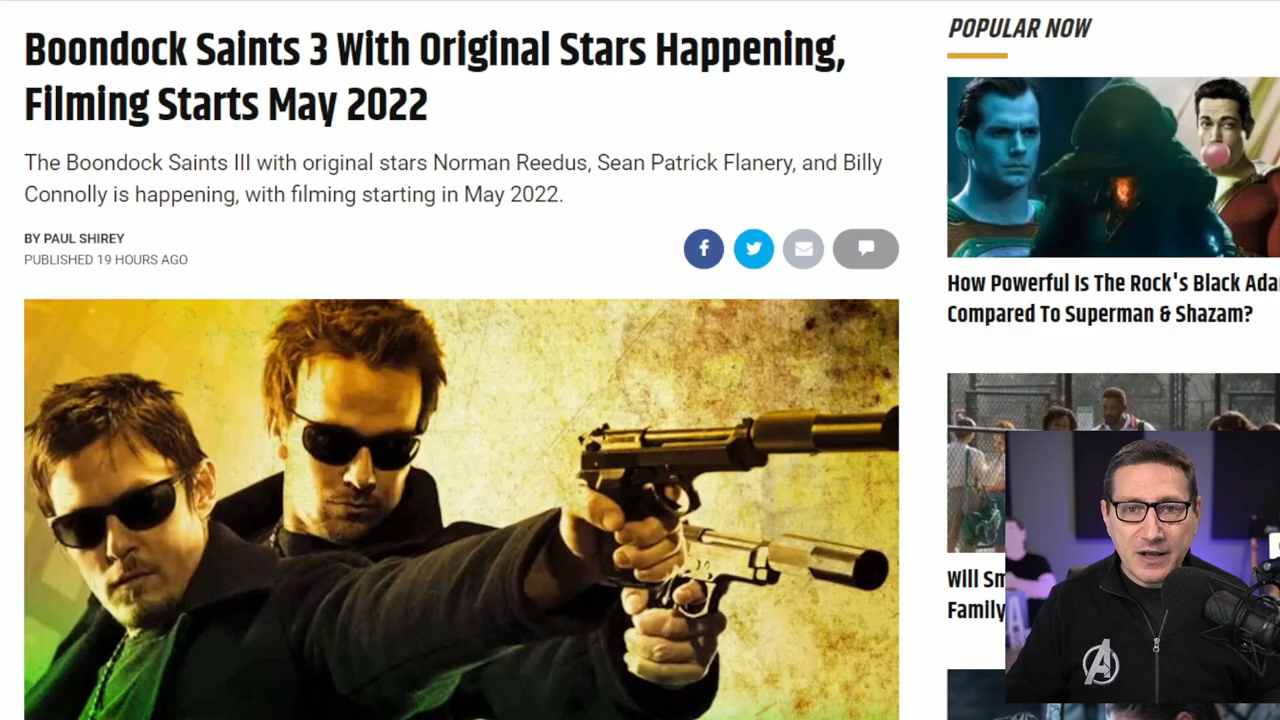 Boondock Saints 3 With Original Stars Happening,
Filming Starts May 2022
The Boondock Saints III with original stars Norman Reedus, Sean Patrick Flanery, and Billy
Connolly is happening, with filming starting in May 2022.
BY PAUL SHIREY
PUBLISHED 19 HOURS AGO
POPULAR NOW
How Powerful Is The Rock's Black Ada
Compared To Superman & Shazam?
Will Sm
Family